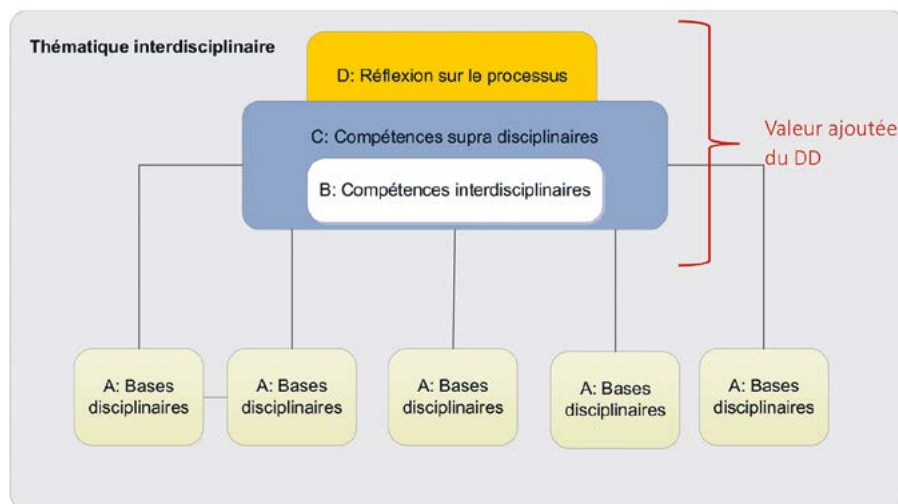 Thématique interdisciplinaire
D: Réflexion sur le processus
C: Compétences supra disciplinaires
B: Compétences interdisciplinaires
Valeur ajoutée
du DD
A: Bases
disciplinaires
A: Bases
disciplinaires
A: Bases
disciplinaires
A: Bases
disciplinaires
A: Bases
disciplinaires